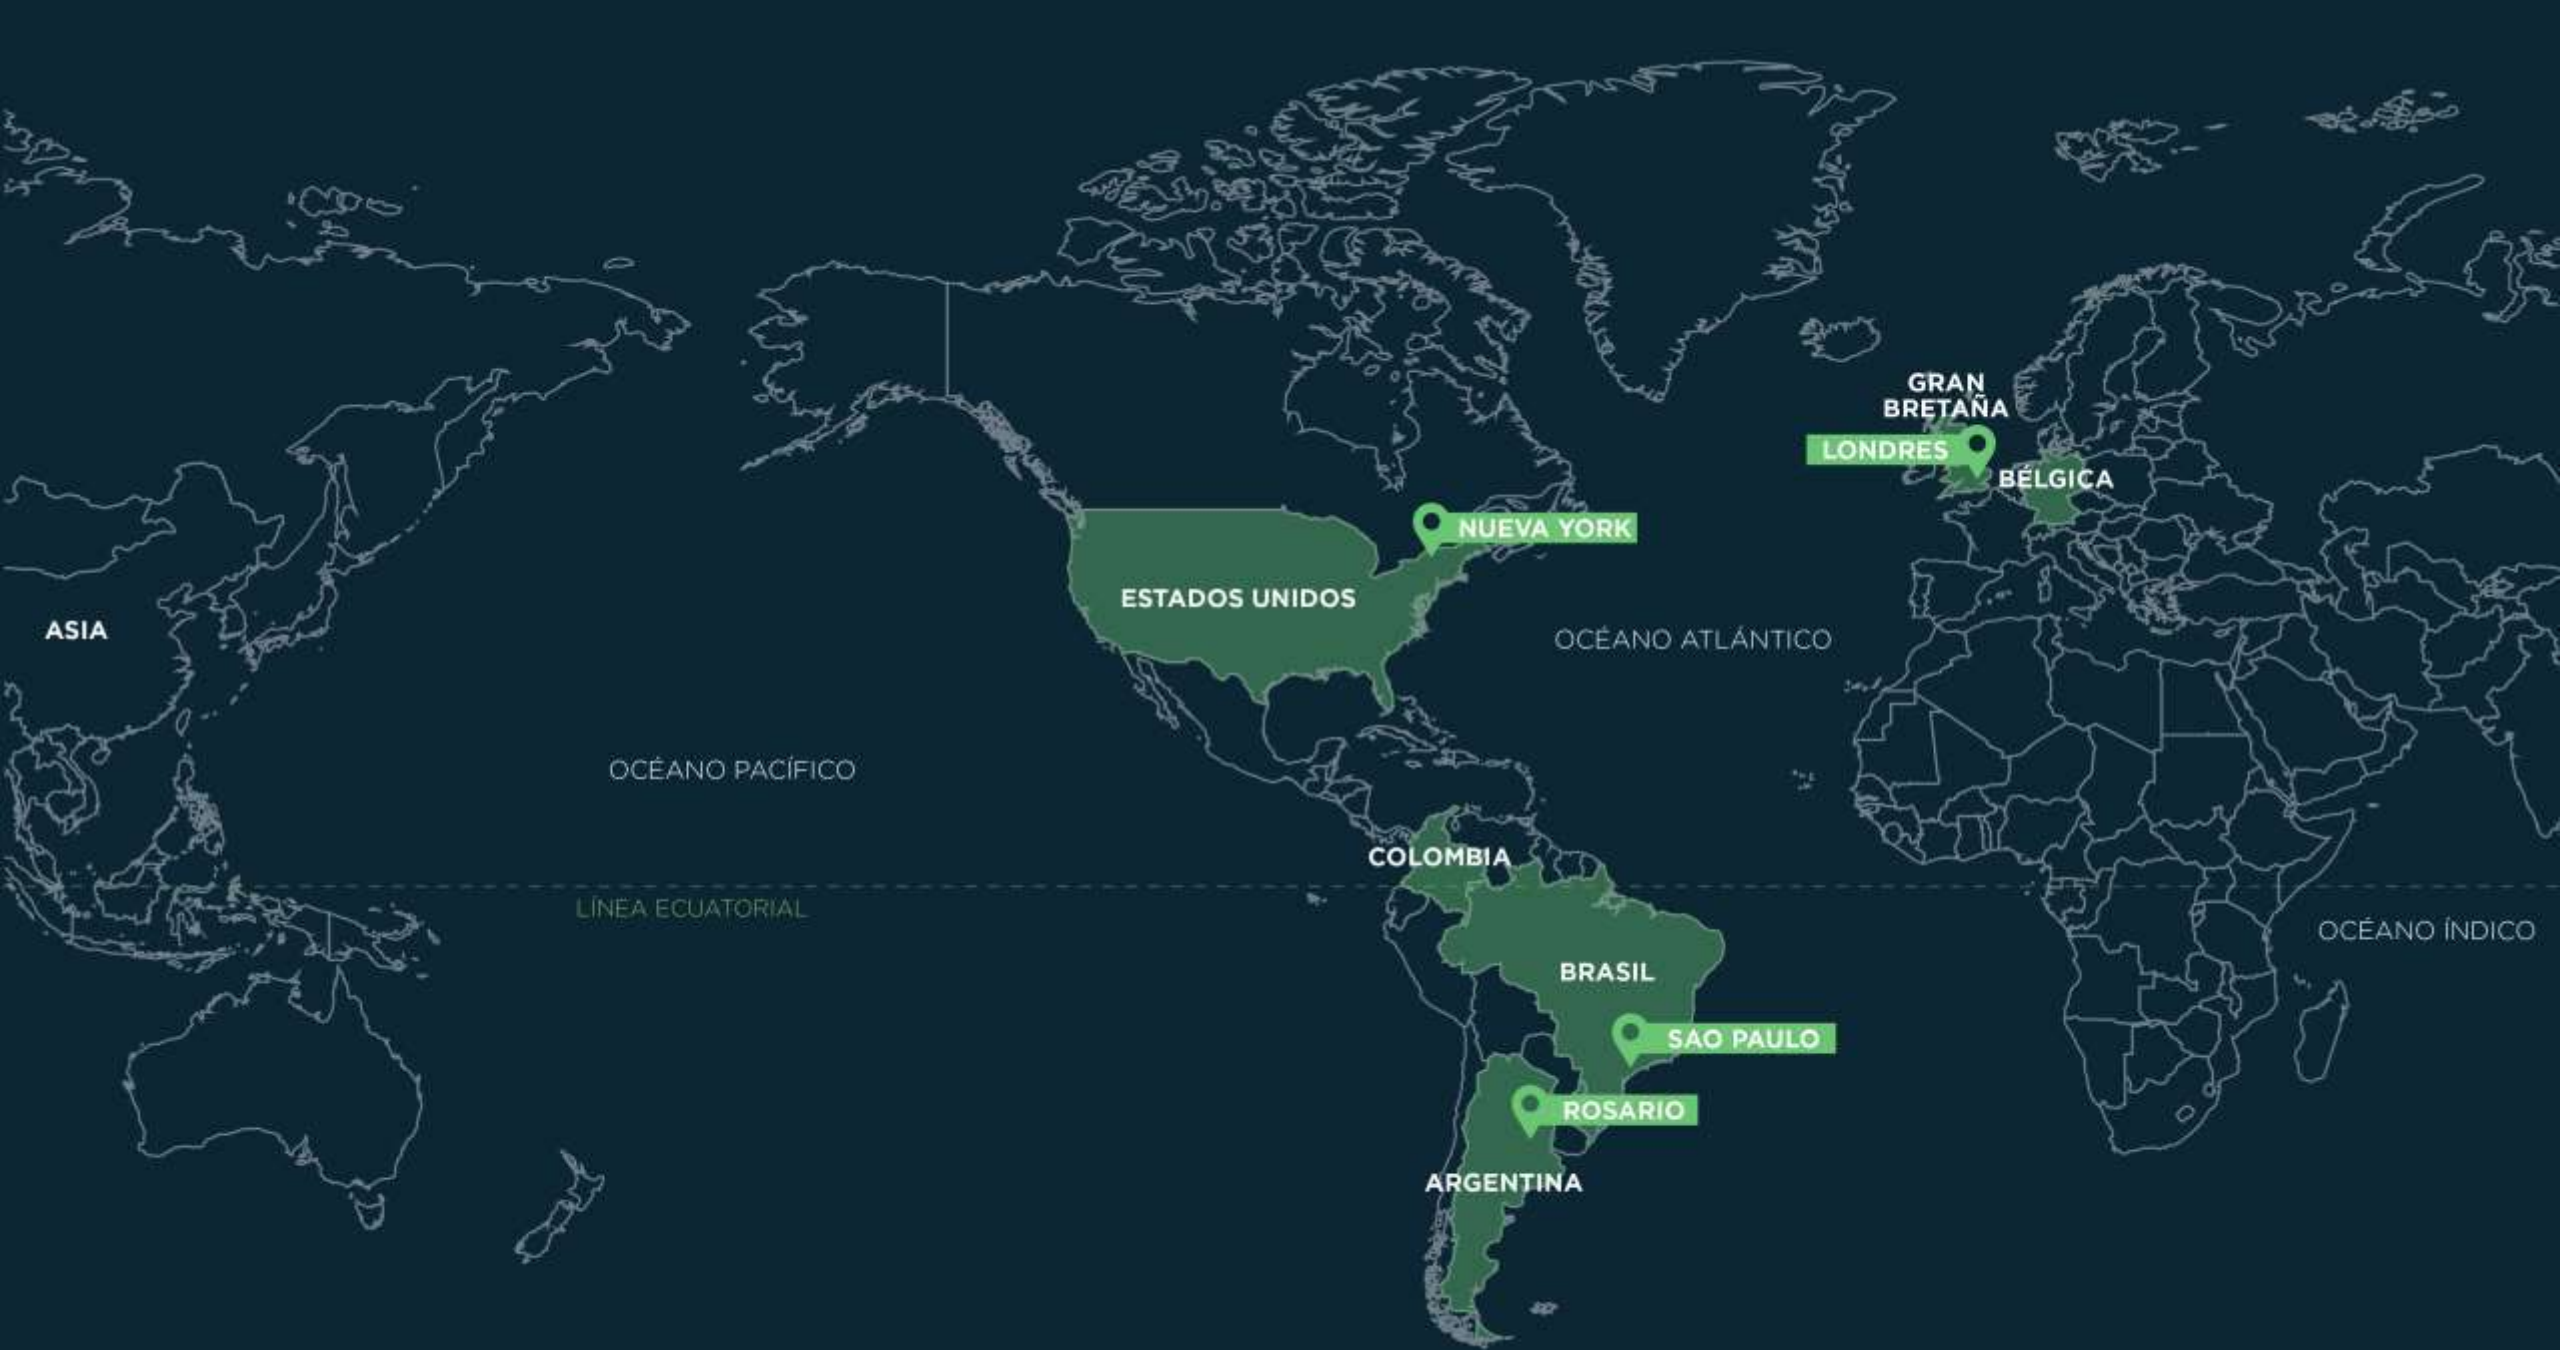 GRAN
BRETAÑA
LONDRES
BÉLGICA
NUEVA YORK
ESTADOS UNIDOS
ASIA
OCÉANO ATLÁNTICO
OCÉANO PACÍFICO
COLOMBIA
LÍNEA ECUATORIAL
OCÉANO ÍNDICO
BRASIL
SAO PAULO
ROSARIO
ARGENTINA